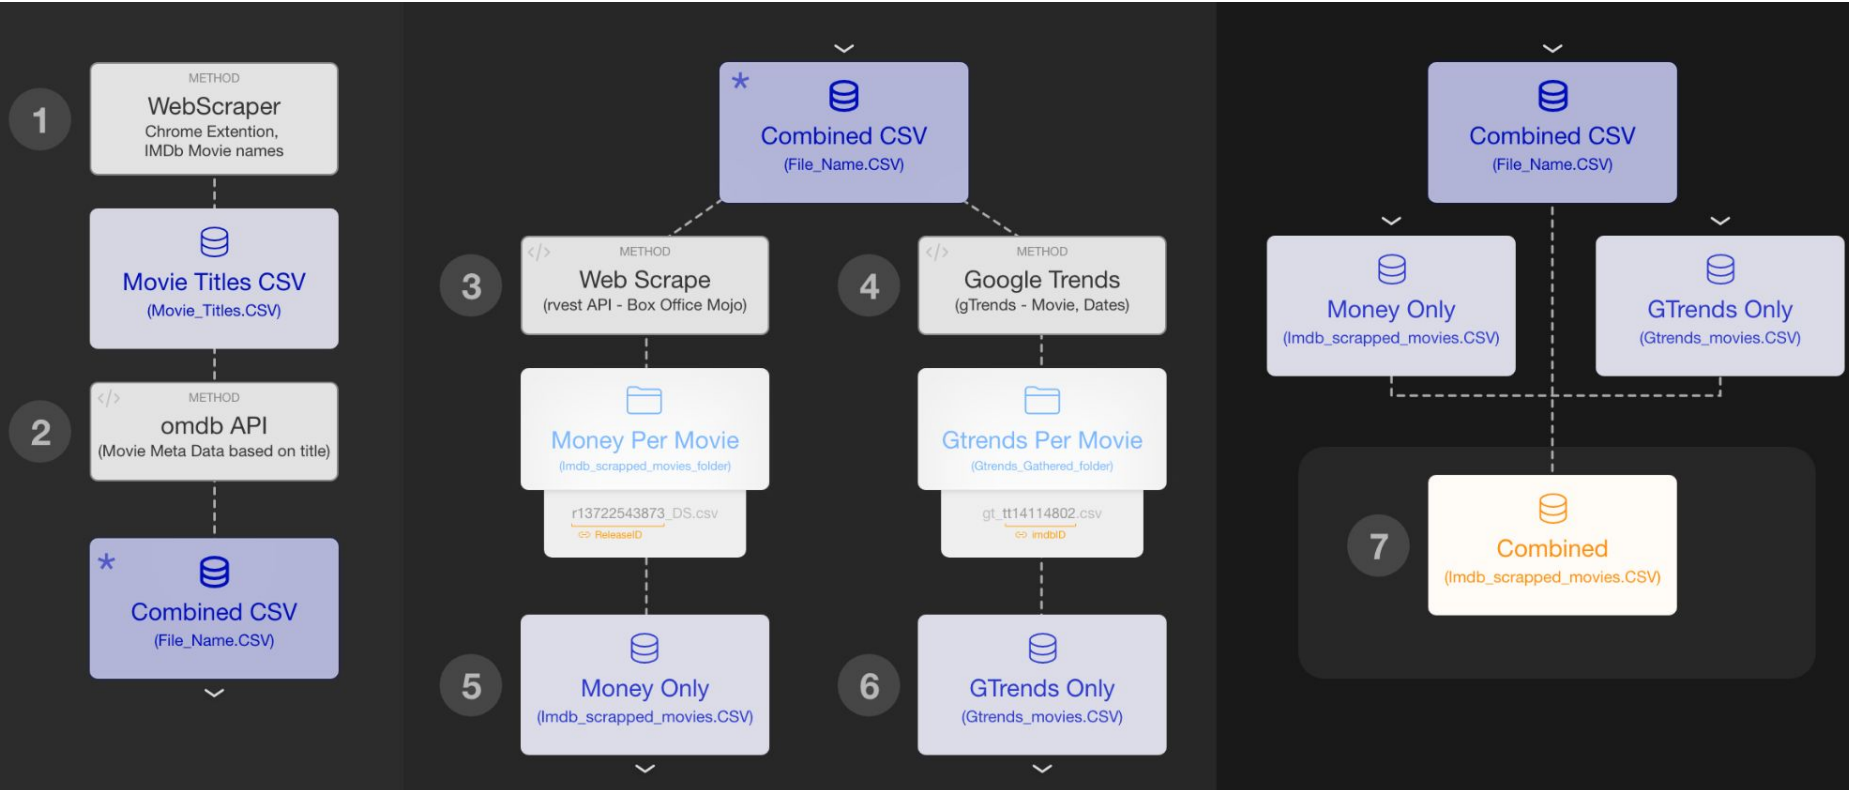 1
METHOD
WebScraper
Chrome Extention,
IMDb Movie names
Movie Titles CSV
(Movie_Titles.CSV)
2
</>
METHOD
omdb API
(Movie Meta Data based on title)
*
Combined CSV
(File_Name.CSV)
*
Combined CSV
(File_Name.CSV)
3
</>
METHOD
Web Scrape
(rvest API - Box Office Mojo)
Money Per Movie
(Imdb_scrapped_movies_folder)
r13722543873_DS.csv
ReleaseID
5
Money Only
(Imdb_scrapped_movies.CSV)
4
</>
METHOD
Google Trends
(gTrends - Movie, Dates)
Gtrends Per Movie
(Gtrends_Gathered_folder)
gt_tt14114802.csv
imdbID
6
GTrends Only
(Gtrends_movies.CSV)
Combined CSV
(File_Name.CSV)
Money Only
(Imdb_scrapped_movies.CSV)
GTrends Only
(Gtrends_movies.CSV)
7
Combined
(Imdb_scrapped_movies.CSV)